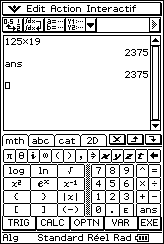 Edit Action Interactif
125×19
2375
ans
2375
mth abc cat 2D
π θ i ∞ ( ) , ⇒ x y z t
log ln √ 7 8 9 ^ =
x² eˣ x⁻¹ 4 5 6 × ÷
( ) 1 2 3 + -
[ ] (-) 0 . E ans
TRIG CALC OPTN VAR EXE
Alg Standard Réel Rad